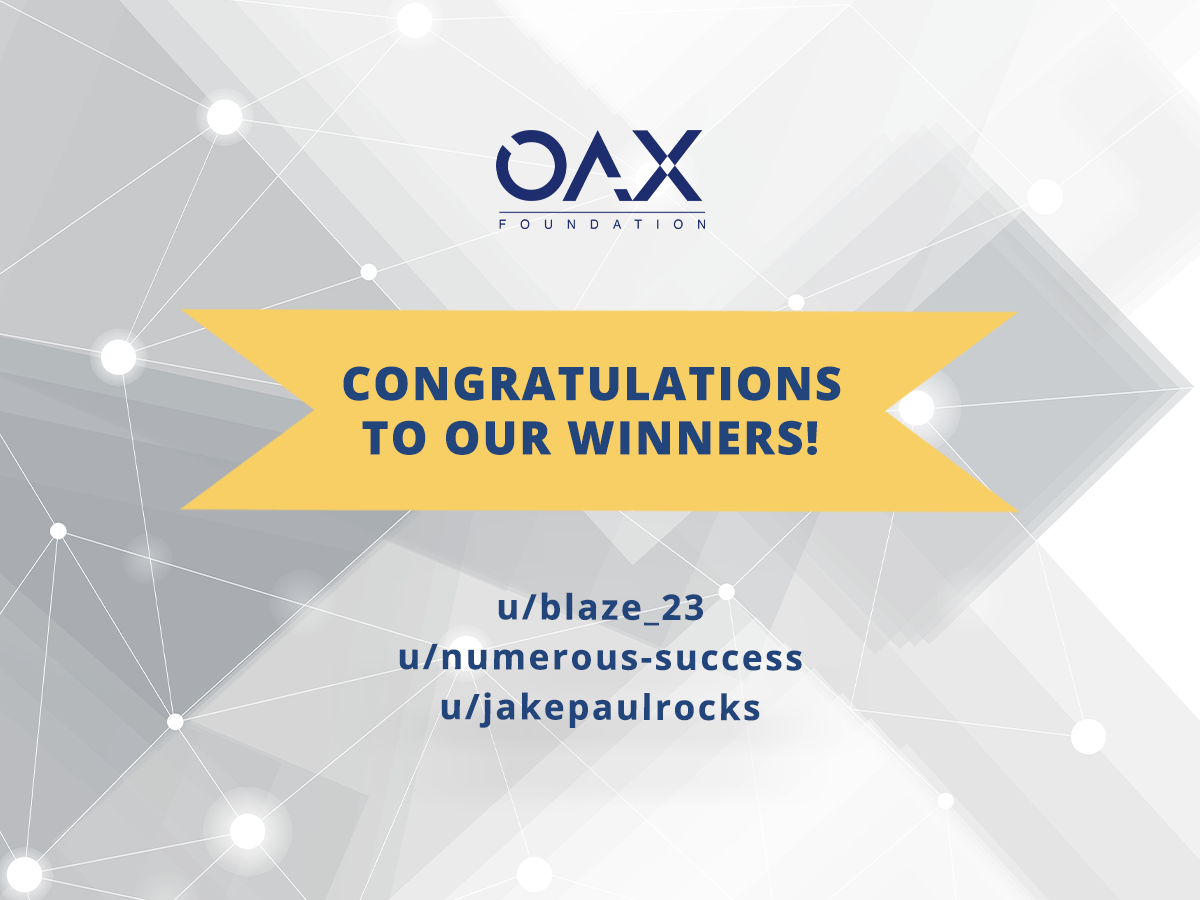 OAX
FOUNDATION
CONGRATULATIONS
TO OUR WINNERS!
u/blaze_23
u/numerous-success
u/jakepaulrocks